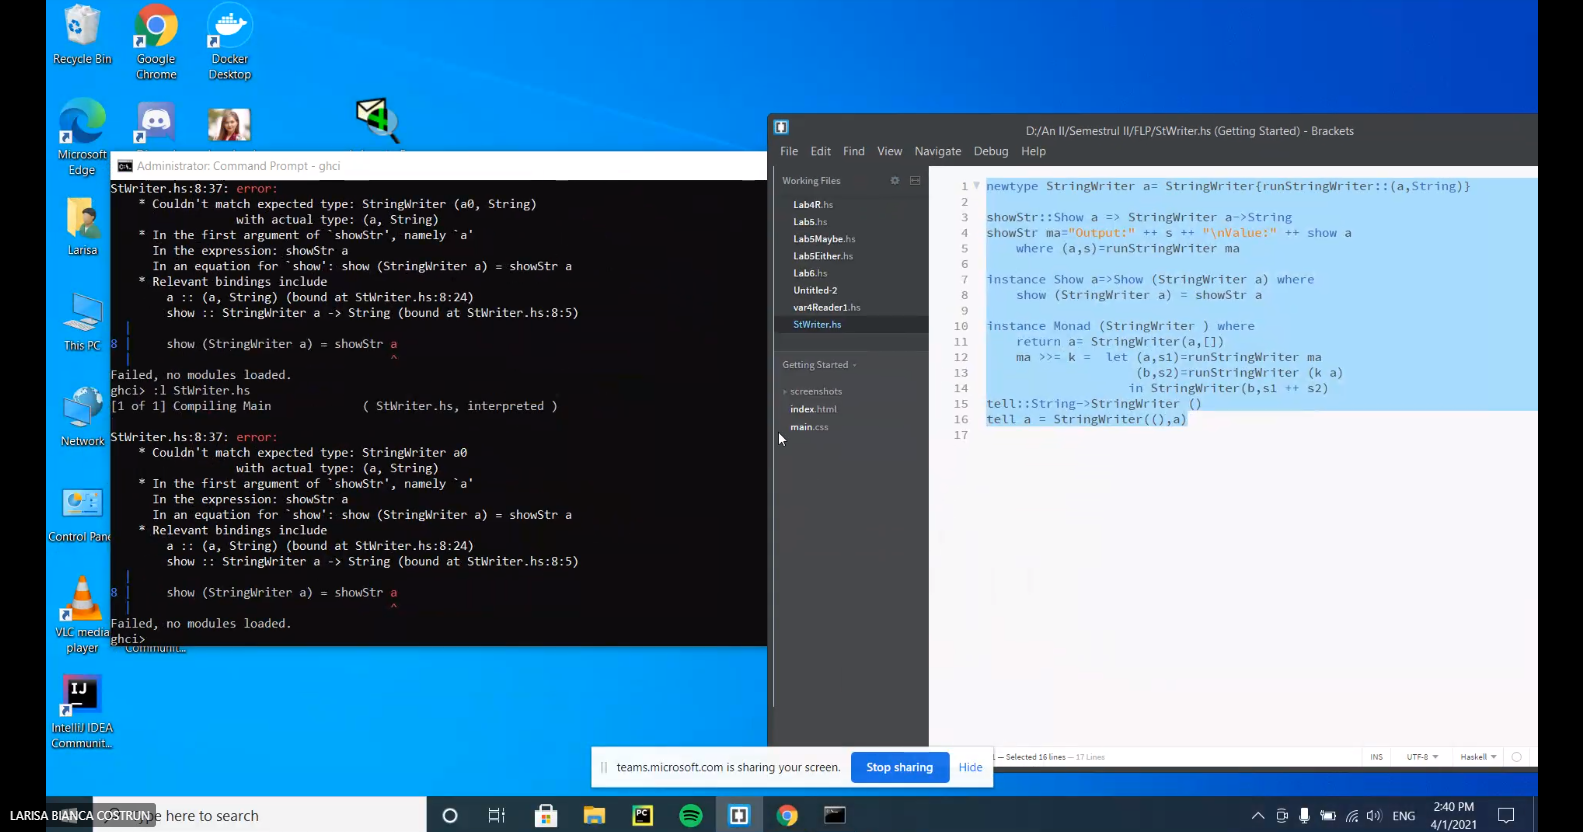 Recycle Bin
Google Chrome
Docker Desktop
Microsoft Edge
Larisa
This PC
Network
Control Pane
VLC media player
Communit...
IntelliJ IDEA Communit...
Administrator: Command Prompt - ghci
StWriter.hs:8:37: error:
* Couldn't match expected type: StringWriter (a0, String)
with actual type: (a, String)
* In the first argument of `showStr', namely `a'
In the expression: showStr a
In an equation for `show': show (StringWriter a) = showStr a
* Relevant bindings include
a :: (a, String) (bound at StWriter.hs:8:24)
show :: StringWriter a -> String (bound at StWriter.hs:8:5)
|
8 | show (StringWriter a) = showStr a
| ^
Failed, no modules loaded.
ghci> :l StWriter.hs
[1 of 1] Compiling Main ( StWriter.hs, interpreted )
StWriter.hs:8:37: error:
* Couldn't match expected type: StringWriter a0
with actual type: (a, String)
* In the first argument of `showStr', namely `a'
In the expression: showStr a
In an equation for `show': show (StringWriter a) = showStr a
* Relevant bindings include
a :: (a, String) (bound at StWriter.hs:8:24)
show :: StringWriter a -> String (bound at StWriter.hs:8:5)
|
8 | show (StringWriter a) = showStr a
| ^
Failed, no modules loaded.
ghci>
D:/An II/Semestrul II/FLP/StWriter.hs (Getting Started) - Brackets
File Edit Find View Navigate Debug Help
Working Files
Lab4R.hs
Lab5.hs
Lab5Maybe.hs
Lab5Either.hs
Lab6.hs
Untitled-2
var4Reader1.hs
StWriter.hs
Getting Started
screenshots
index.html
main.css
1 newtype StringWriter a= StringWriter{runStringWriter::(a,String)}
2
3 showStr::Show a => StringWriter a->String
4 showStr ma="Output:" ++ s ++ "\nValue:" ++ show a
5 where (a,s)=runStringWriter ma
6
7 instance Show a=>Show (StringWriter a) where
8 show (StringWriter a) = showStr a
9
10 instance Monad (StringWriter ) where
11 return a= StringWriter(a,[])
12 ma >>= k = let (a,s1)=runStringWriter ma
13 (b,s2)=runStringWriter (k a)
14 in StringWriter(b,s1 ++ s2)
15 tell::String->StringWriter ()
16 tell a = StringWriter((),a)
17
1 — Selected 16 lines — 17 Lines
INS UTF-8 Haskell
teams.microsoft.com is sharing your screen. Stop sharing Hide
LARISA BIANCA COSTRUN
pe here to search
ENG
2:40 PM
4/1/2021